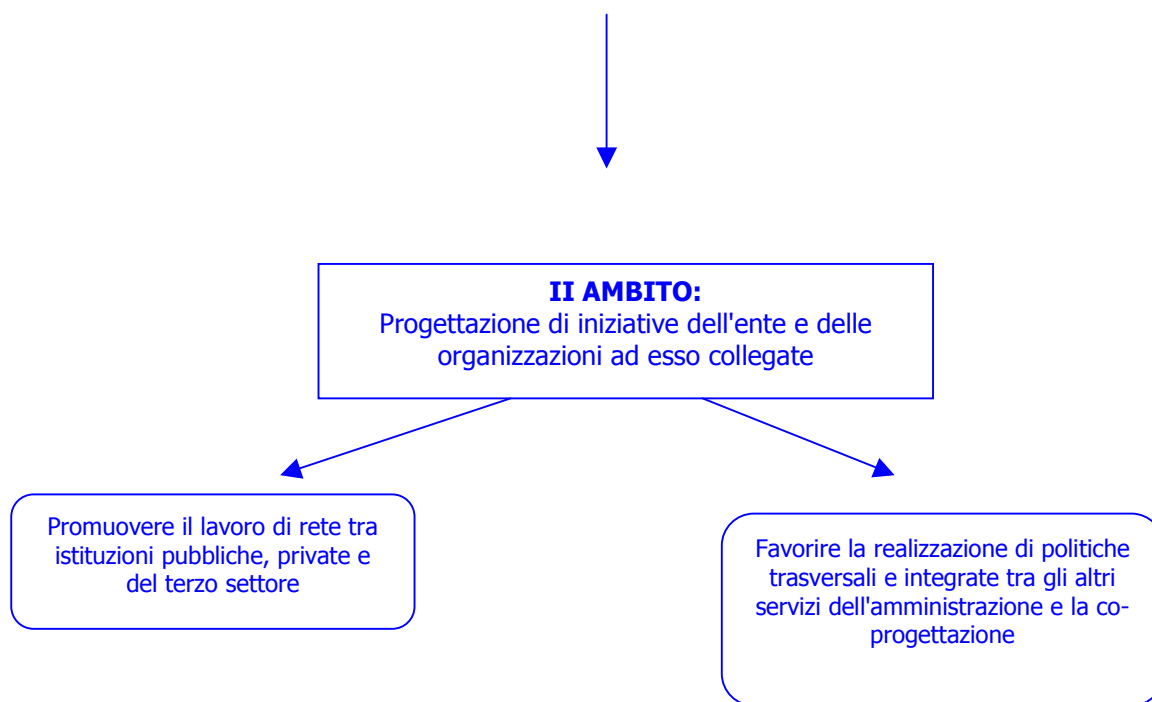 II AMBITO:
Progettazione di iniziative dell'ente e delle
organizzazioni ad esso collegate
Promuovere il lavoro di rete tra
istituzioni pubbliche, private e
del terzo settore
Favorire la realizzazione di politiche
trasversali e integrate tra gli altri
servizi dell'amministrazione e la co-
progettazione